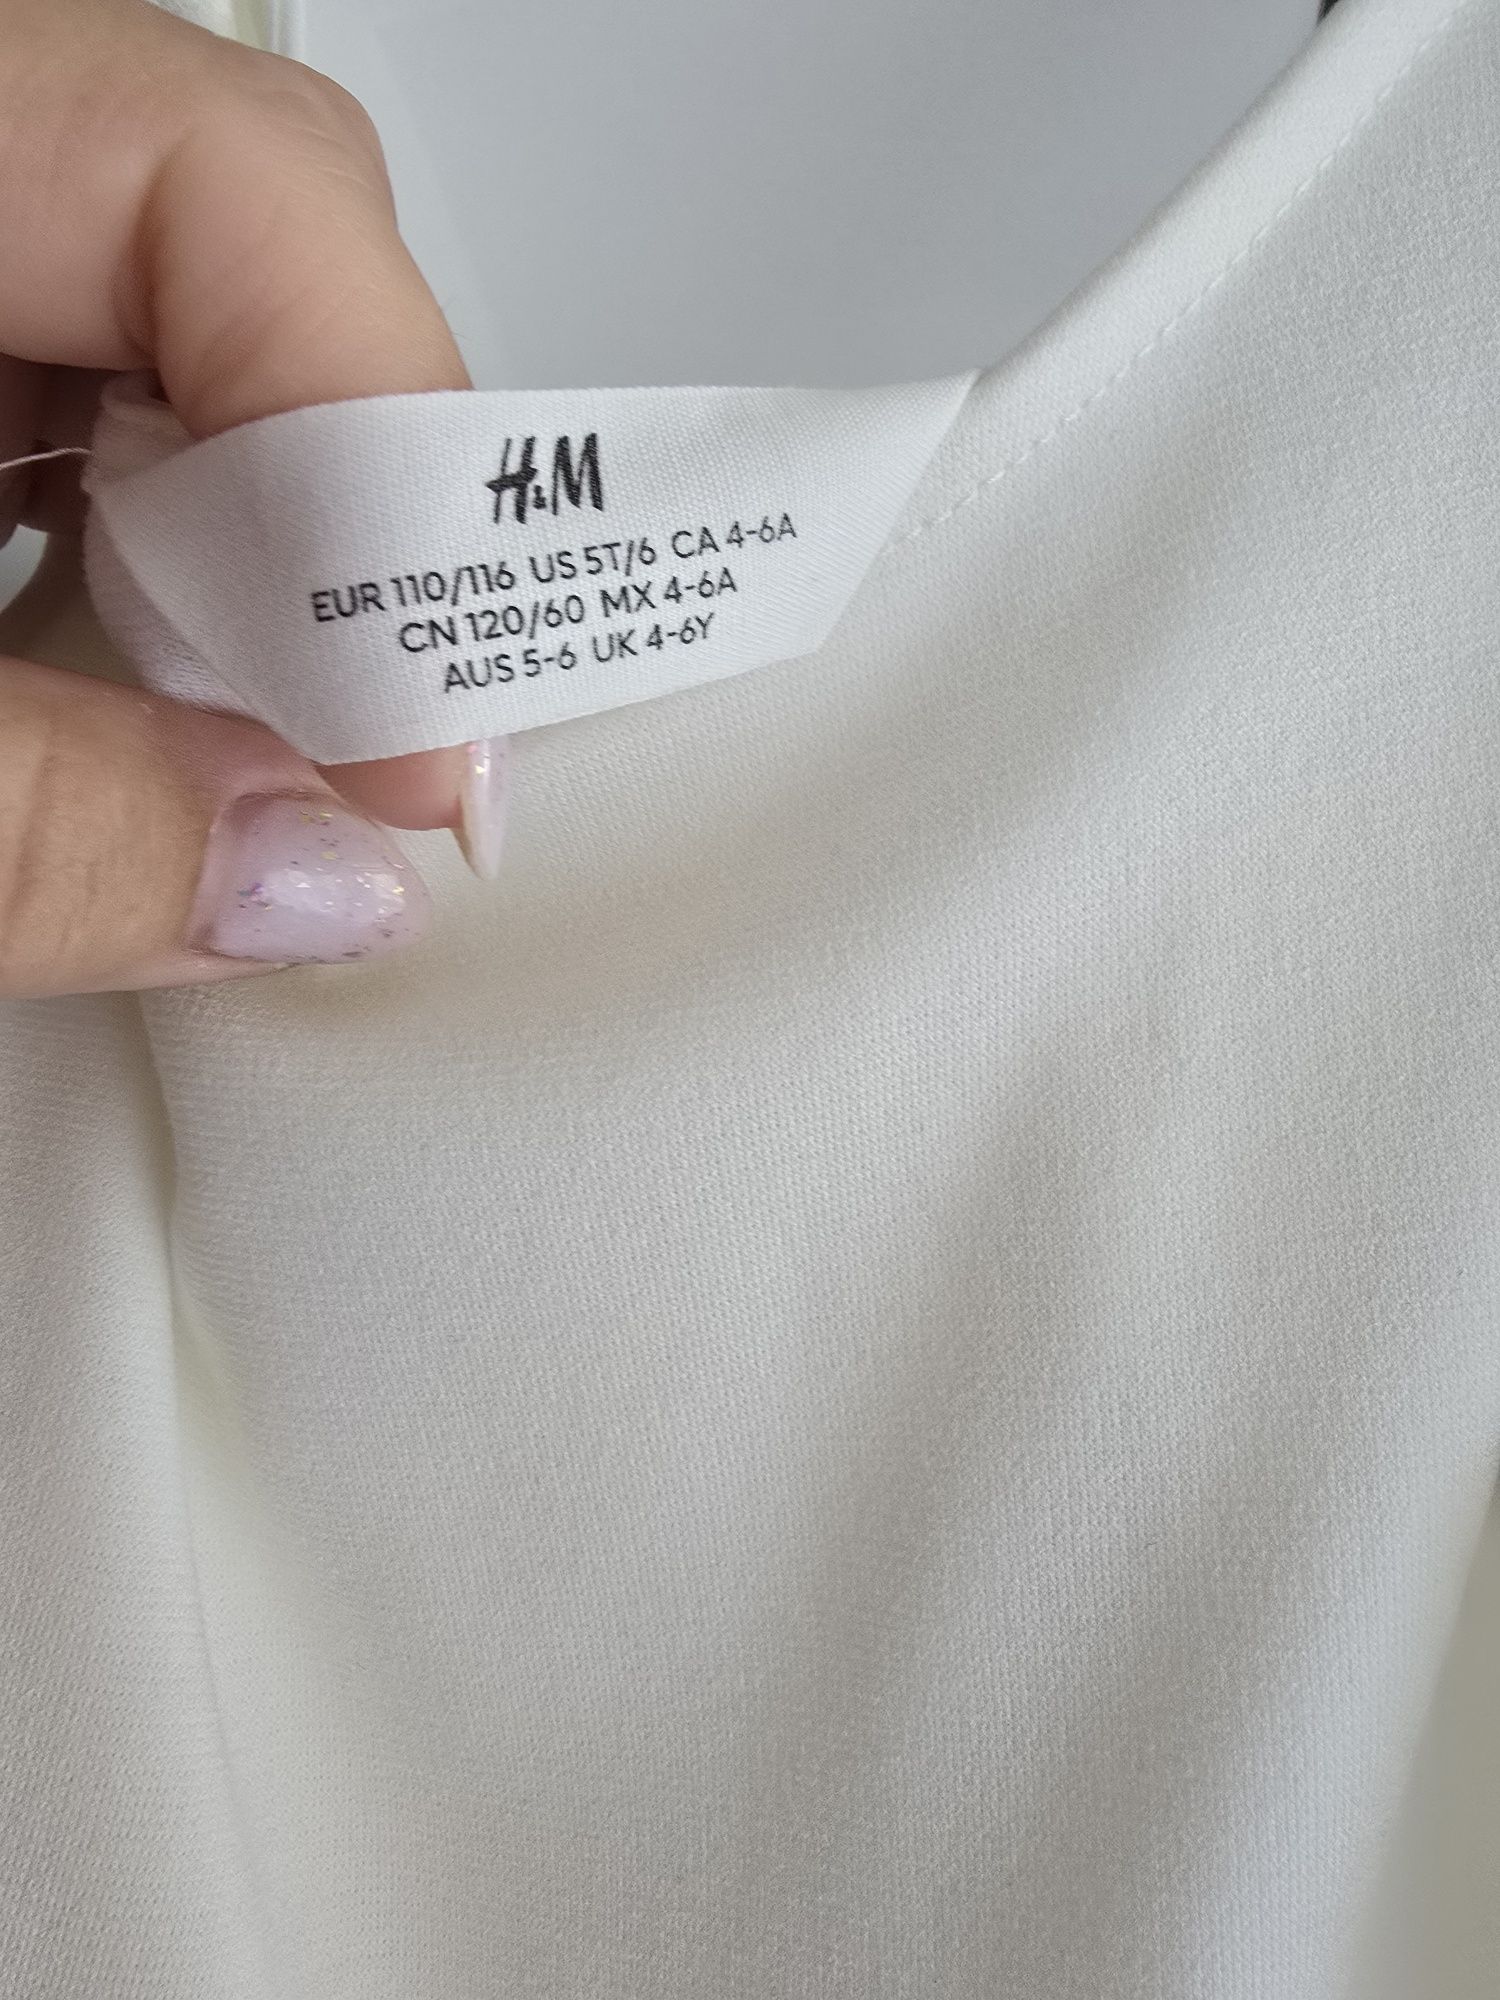 H&M
EUR 110/116 US 5T/6 CA 4-6A
CN 120/60 MX 4-6A
AUS 5-6 UK 4-6Y